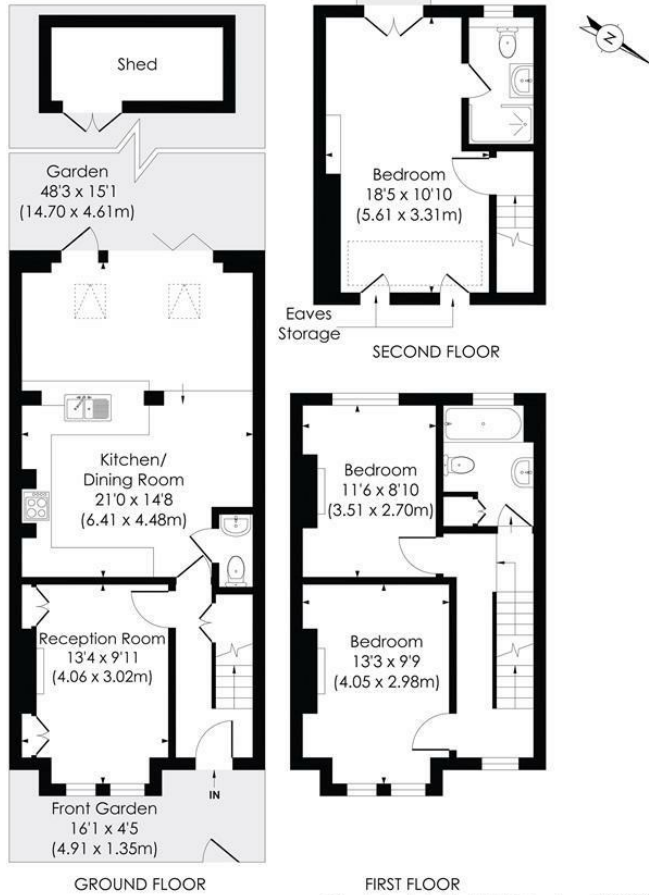 Shed
Garden
48'3 x 15'1
(14.70 x 4.61m)
Kitchen/
Dining Room
21'0 x 14'8
(6.41 x 4.48m)
Reception Room
13'4 x 9'11
(4.06 x 3.02m)
IN
Front Garden
16'1 x 4'5
(4.91 x 1.35m)
GROUND FLOOR
N
Bedroom
18'5 x 10'10
(5.61 x 3.31m)
Eaves
Storage
SECOND FLOOR
Bedroom
11'6 x 8'10
(3.51 x 2.70m)
Bedroom
13'3 x 9'9
(4.05 x 2.98m)
FIRST FLOOR